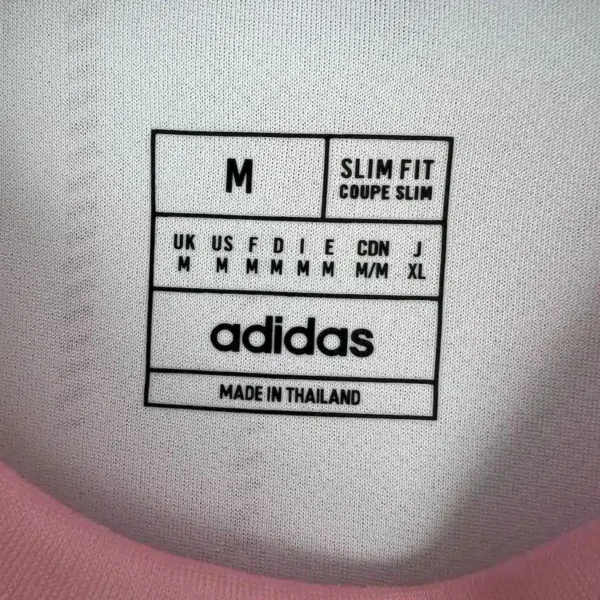 M
SLIM FIT
COUPE SLIM
UK US F D I E CDN J
M M M M M M M/M XL
adidas
MADE IN THAILAND